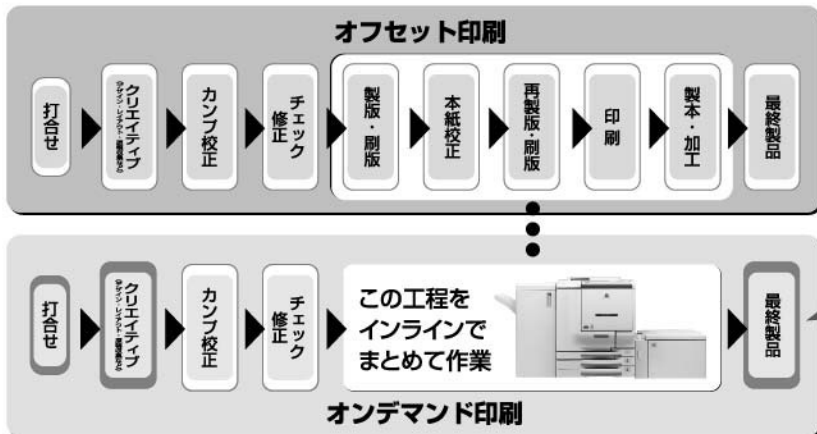 オフセット印刷
打合せ
クリエイティブ
カンプ校正
チェック
修正
製版・刷版
本紙校正
再製版・刷版
印刷
製本・加工
最終製品
打合せ
クリエイティブ
カンプ校正
チェック
修正
この工程を
インラインで
まとめて作業
最終製品
オンデマンド印刷